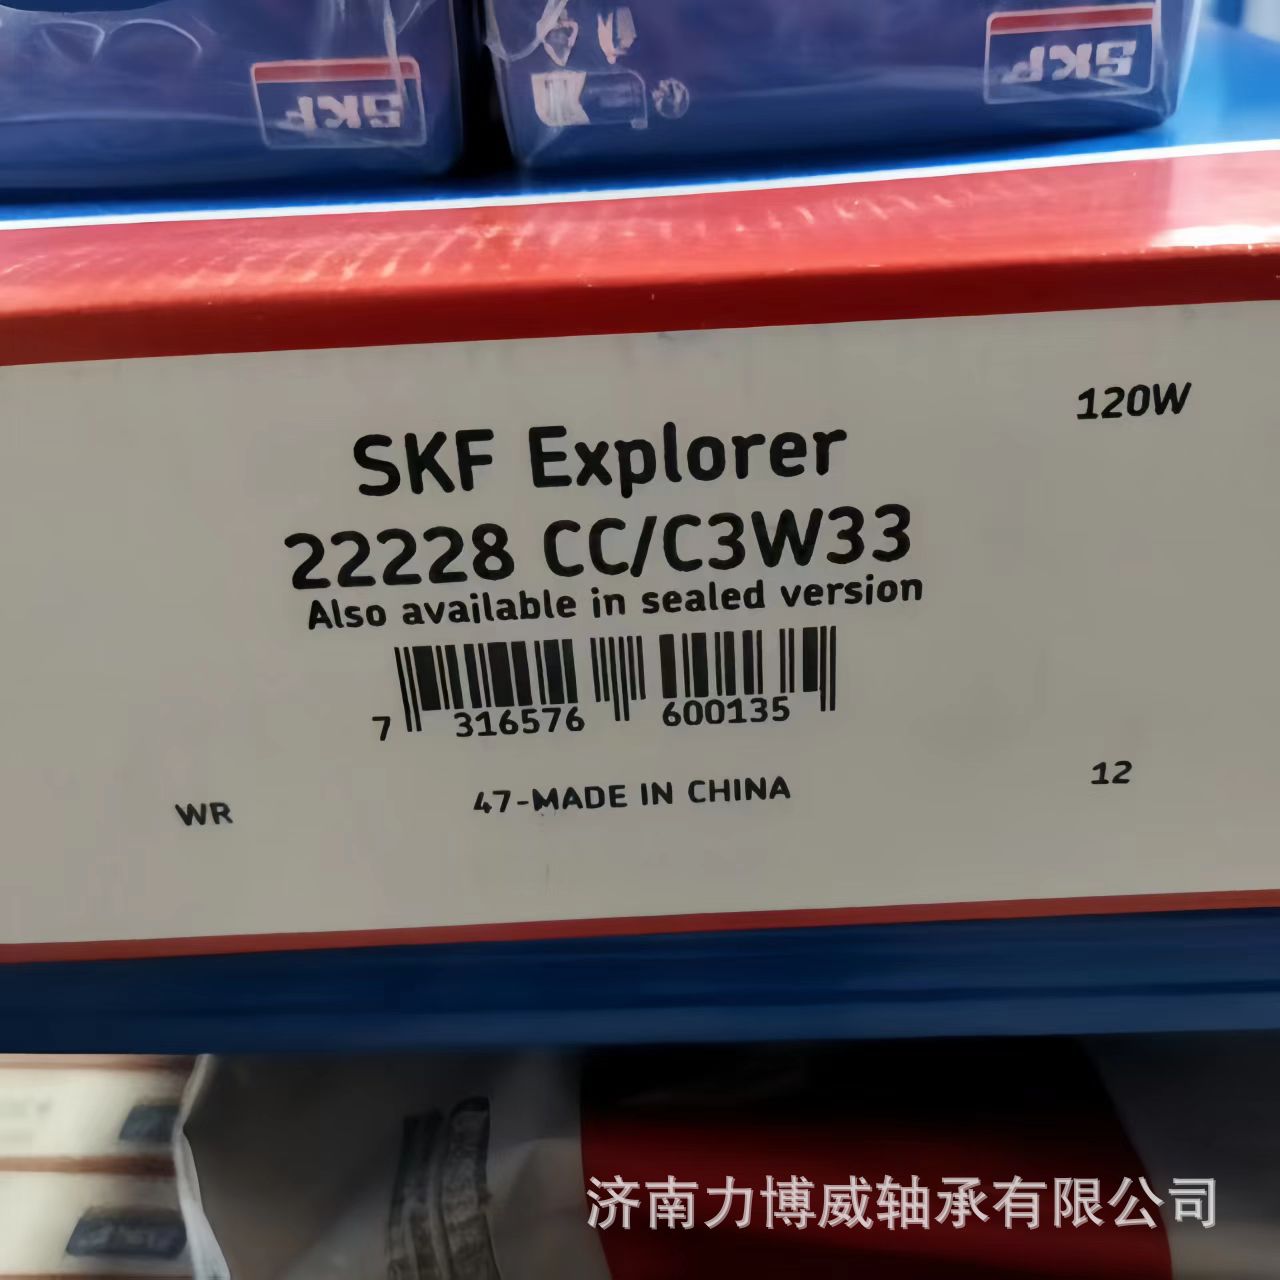 SKF
SKF
120W
SKF Explorer
22228 CC/C3W33
Also available in sealed version
7 316576 600135
12
WR
47-MADE IN CHINA
济南力博威轴承有限公司